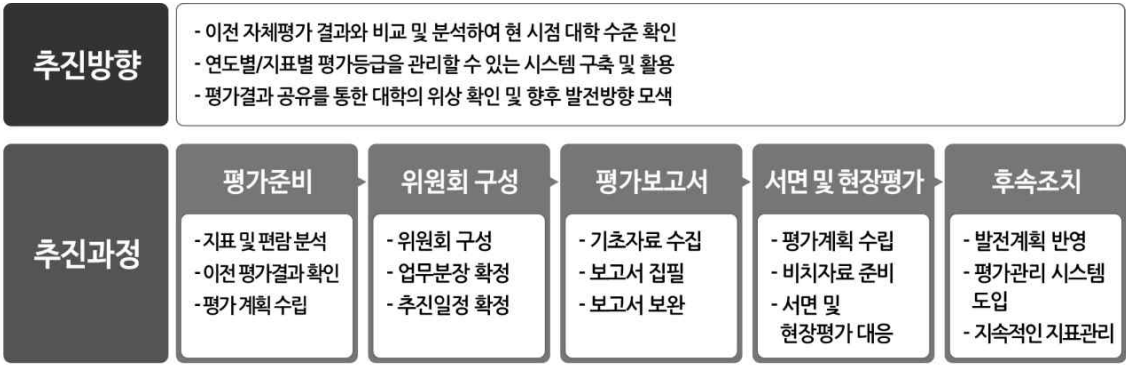 추진방향
- 이전 자체평가 결과와 비교 및 분석하여 현 시점 대학 수준 확인
- 연도별/지표별 평가등급을 관리할 수 있는 시스템 구축 및 활용
- 평가결과 공유를 통한 대학의 위상 확인 및 향후 발전방향 모색
추진과정
평가준비
- 지표 및 편람 분석
- 이전 평가결과 확인
- 평가 계획 수립
위원회 구성
- 위원회 구성
- 업무분장 확정
- 추진일정 확정
평가보고서
- 기초자료 수집
- 보고서 집필
- 보고서 보완
서면 및 현장평가
- 평가계획 수립
- 비치자료 준비
- 서면 및
현장평가 대응
후속조치
- 발전계획 반영
- 평가관리 시스템
도입
- 지속적인 지표관리